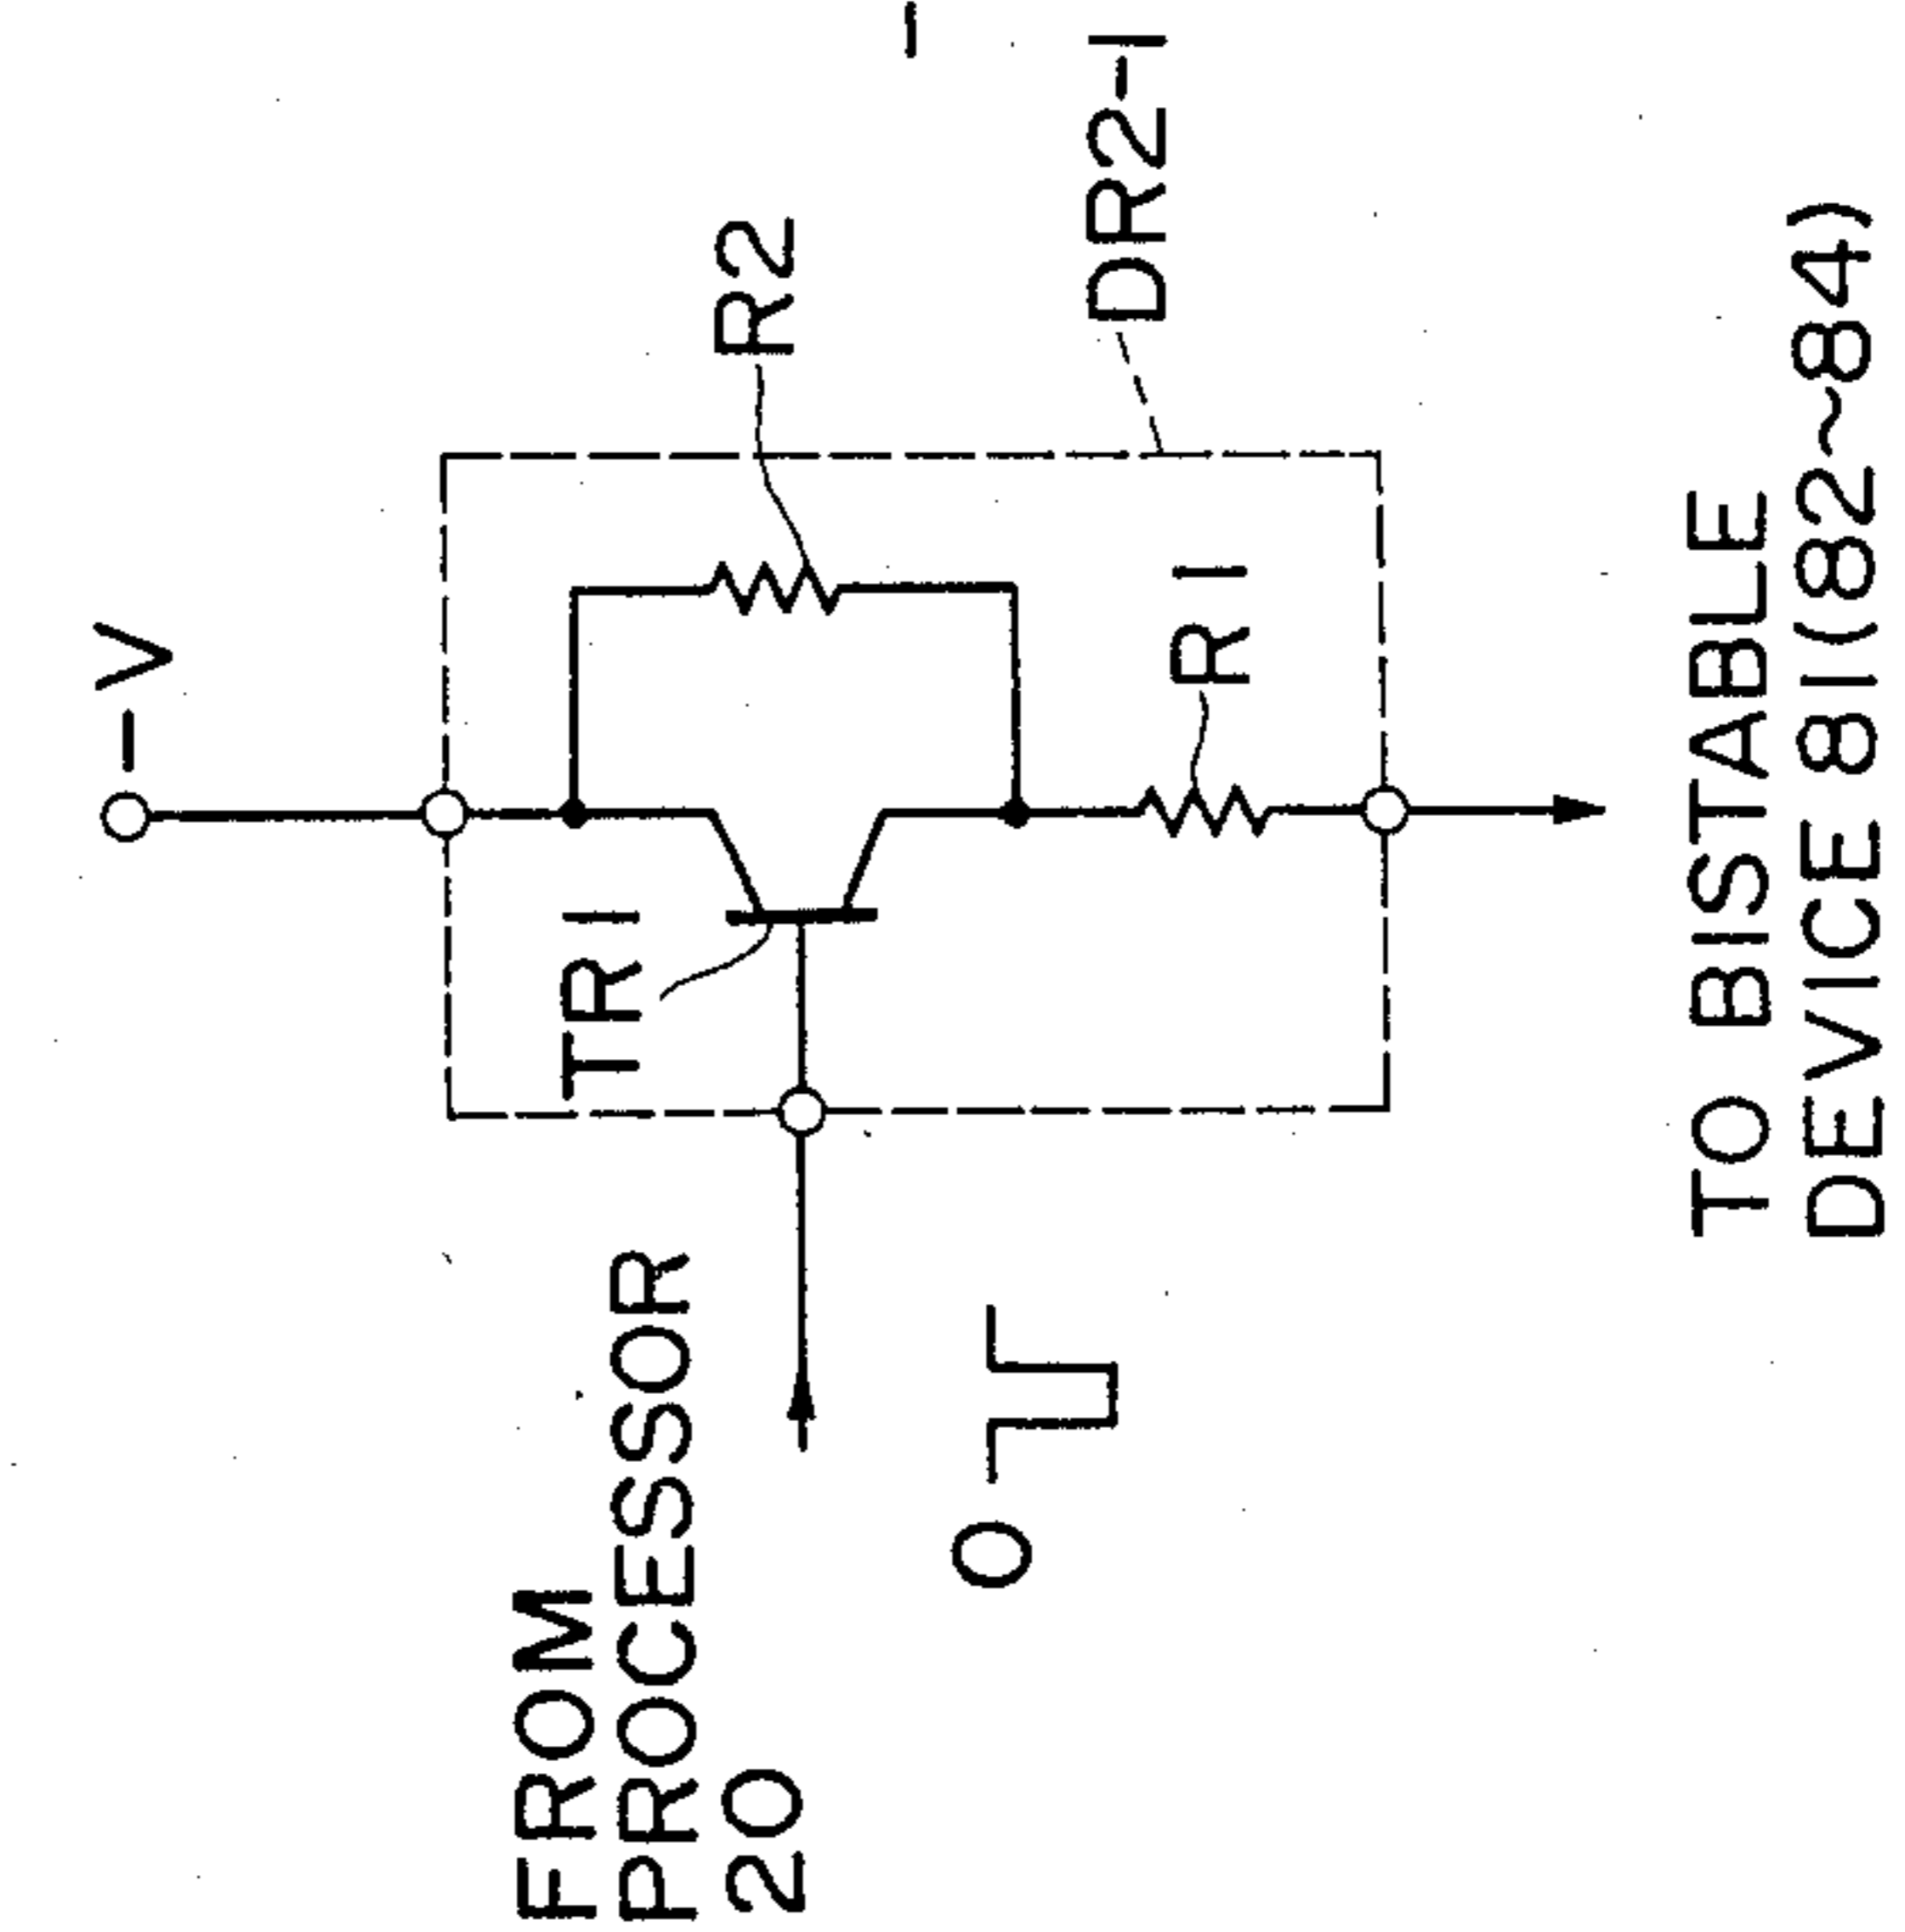 -V
R2
TR1
FROM
PROCESSOR
20
0
R1
DR2-1
TO BISTABLE
DEVICE 81(82~84)